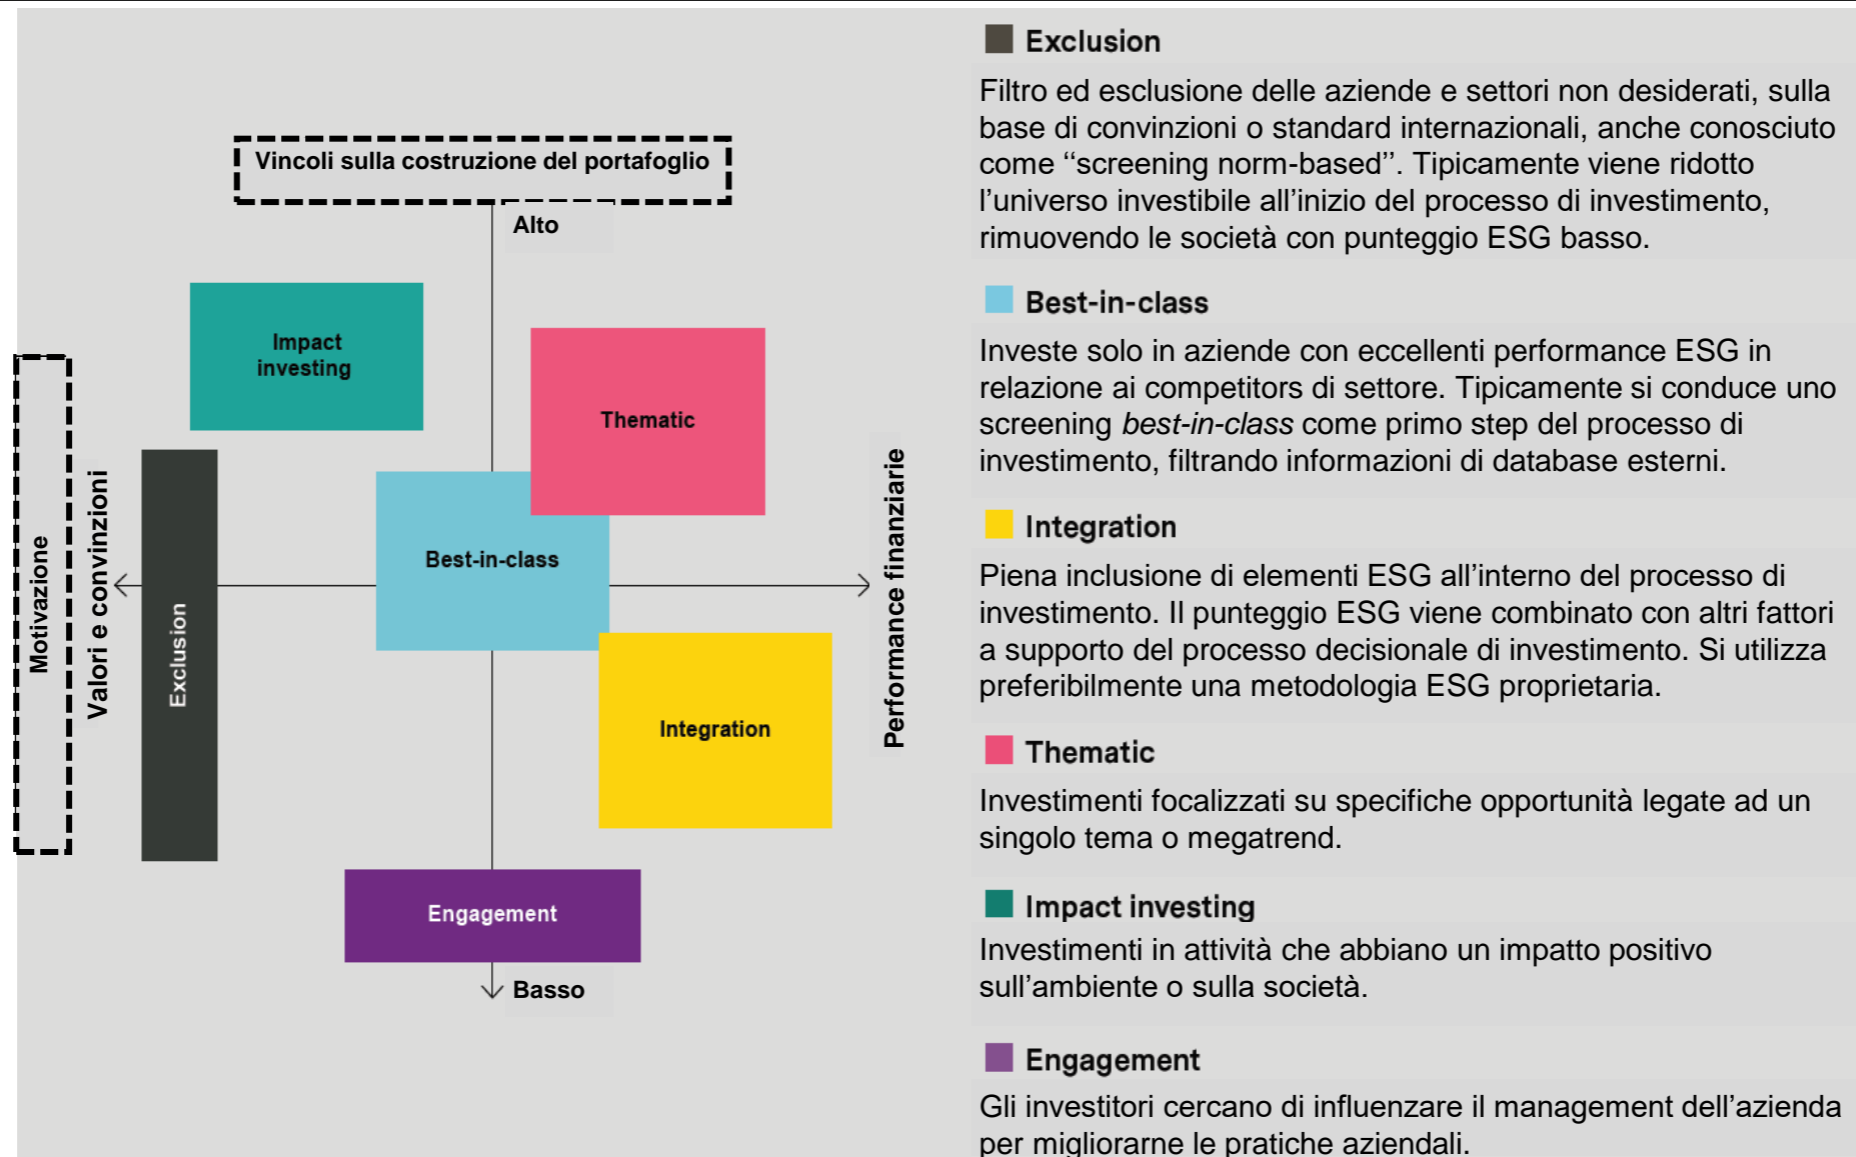 Vincoli sulla costruzione del portafoglio
Alto
Impact
investing
Thematic
Motivazione
Valori e convinzioni
Exclusion
Best-in-class
Performance finanziarie
Integration
Engagement
Basso
Exclusion
Filtro ed esclusione delle aziende e settori non desiderati, sulla
base di convinzioni o standard internazionali, anche conosciuto
come ‘‘screening norm-based’’. Tipicamente viene ridotto
l’universo investibile all’inizio del processo di investimento,
rimuovendo le società con punteggio ESG basso.
Best-in-class
Investe solo in aziende con eccellenti performance ESG in
relazione ai competitors di settore. Tipicamente si conduce uno
screening best-in-class come primo step del processo di
investimento, filtrando informazioni di database esterni.
Integration
Piena inclusione di elementi ESG all’interno del processo di
investimento. Il punteggio ESG viene combinato con altri fattori
a supporto del processo decisionale di investimento. Si utilizza
preferibilmente una metodologia ESG proprietaria.
Thematic
Investimenti focalizzati su specifiche opportunità legate ad un
singolo tema o megatrend.
Impact investing
Investimenti in attività che abbiano un impatto positivo
sull’ambiente o sulla società.
Engagement
Gli investitori cercano di influenzare il management dell’azienda
per migliorarne le pratiche aziendali.